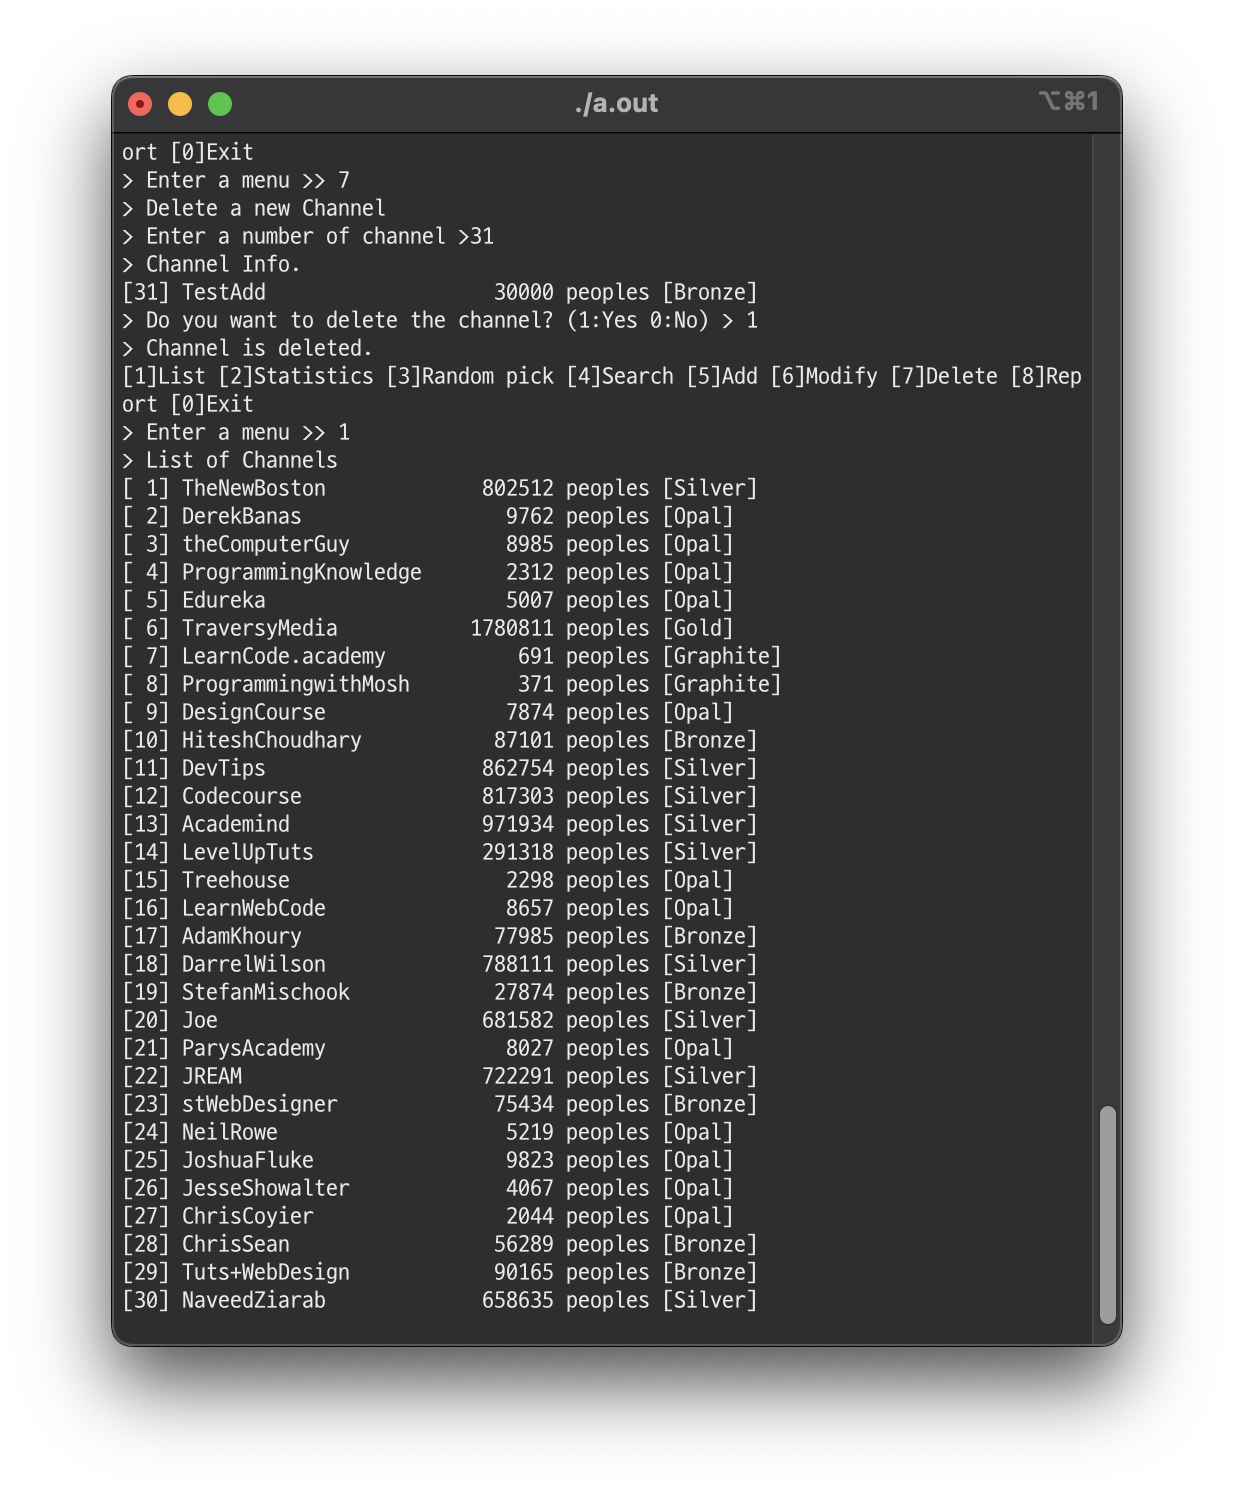 ./a.out
⌥⌘1
ort [0]Exit
> Enter a menu >> 7
> Delete a new Channel
> Enter a number of channel >31
> Channel Info.
[31] TestAdd                   30000 peoples [Bronze]
> Do you want to delete the channel? (1:Yes 0:No) > 1
> Channel is deleted.
[1]List [2]Statistics [3]Random pick [4]Search [5]Add [6]Modify [7]Delete [8]Rep
ort [0]Exit
> Enter a menu >> 1
> List of Channels
[ 1] TheNewBoston             802512 peoples [Silver]
[ 2] DerekBanas                 9762 peoples [Opal]
[ 3] theComputerGuy             8985 peoples [Opal]
[ 4] ProgrammingKnowledge       2312 peoples [Opal]
[ 5] Edureka                    5007 peoples [Opal]
[ 6] TraversyMedia           1780811 peoples [Gold]
[ 7] LearnCode.academy           691 peoples [Graphite]
[ 8] ProgrammingwithMosh         371 peoples [Graphite]
[ 9] DesignCourse               7874 peoples [Opal]
[10] HiteshChoudhary           87101 peoples [Bronze]
[11] DevTips                  862754 peoples [Silver]
[12] Codecourse               817303 peoples [Silver]
[13] Academind                971934 peoples [Silver]
[14] LevelUpTuts              291318 peoples [Silver]
[15] Treehouse                  2298 peoples [Opal]
[16] LearnWebCode               8657 peoples [Opal]
[17] AdamKhoury                77985 peoples [Bronze]
[18] DarrelWilson             788111 peoples [Silver]
[19] StefanMischook            27874 peoples [Bronze]
[20] Joe                      681582 peoples [Silver]
[21] ParysAcademy               8027 peoples [Opal]
[22] JREAM                    722291 peoples [Silver]
[23] stWebDesigner             75434 peoples [Bronze]
[24] NeilRowe                   5219 peoples [Opal]
[25] JoshuaFluke                9823 peoples [Opal]
[26] JesseShowalter             4067 peoples [Opal]
[27] ChrisCoyier                2044 peoples [Opal]
[28] ChrisSean                 56289 peoples [Bronze]
[29] Tuts+WebDesign            90165 peoples [Bronze]
[30] NaveedZiarab             658635 peoples [Silver]